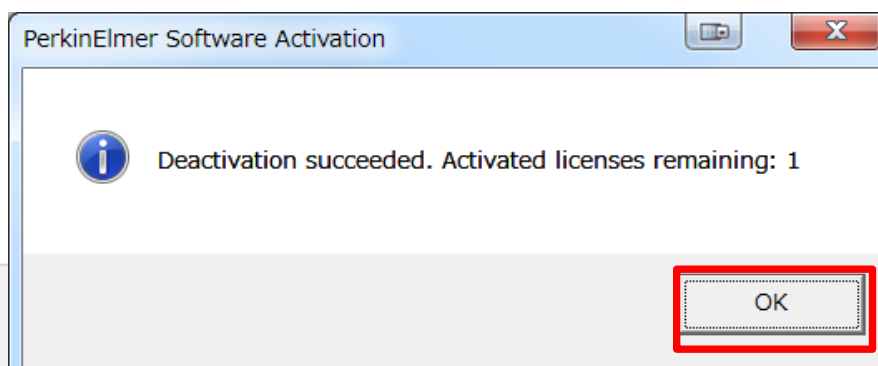 PerkinElmer Software Activation
Deactivation succeeded. Activated licenses remaining: 1
OK